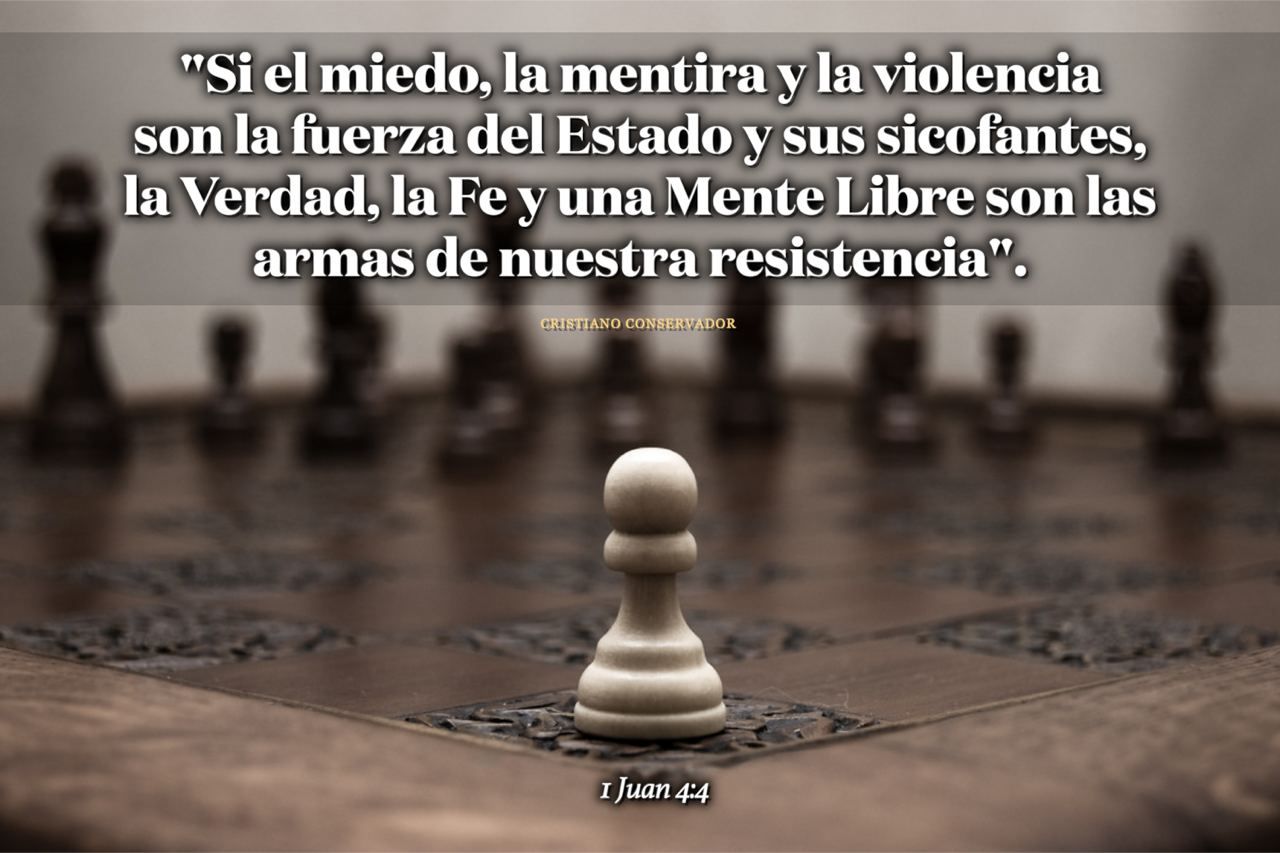 "Si el miedo, la mentira y la violencia
son la fuerza del Estado y sus sicofantes,
la Verdad, la Fe y una Mente Libre son las
armas de nuestra resistencia".
CRISTIANO CONSERVADOR
1 Juan 4:4